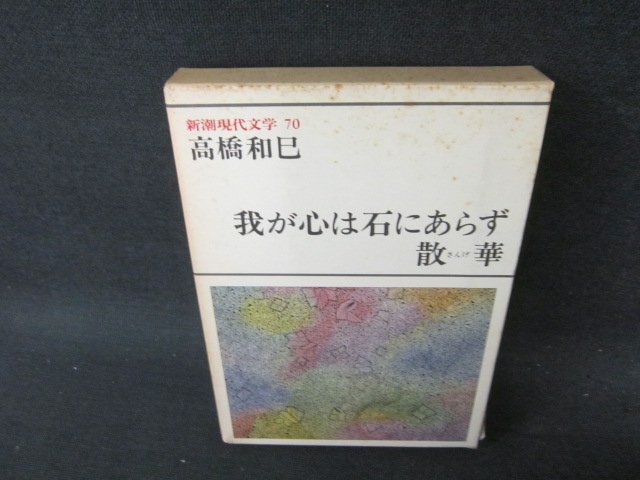 新潮現代文学 70
高橋和巳
我が心は石にあらず
散華
さんげ